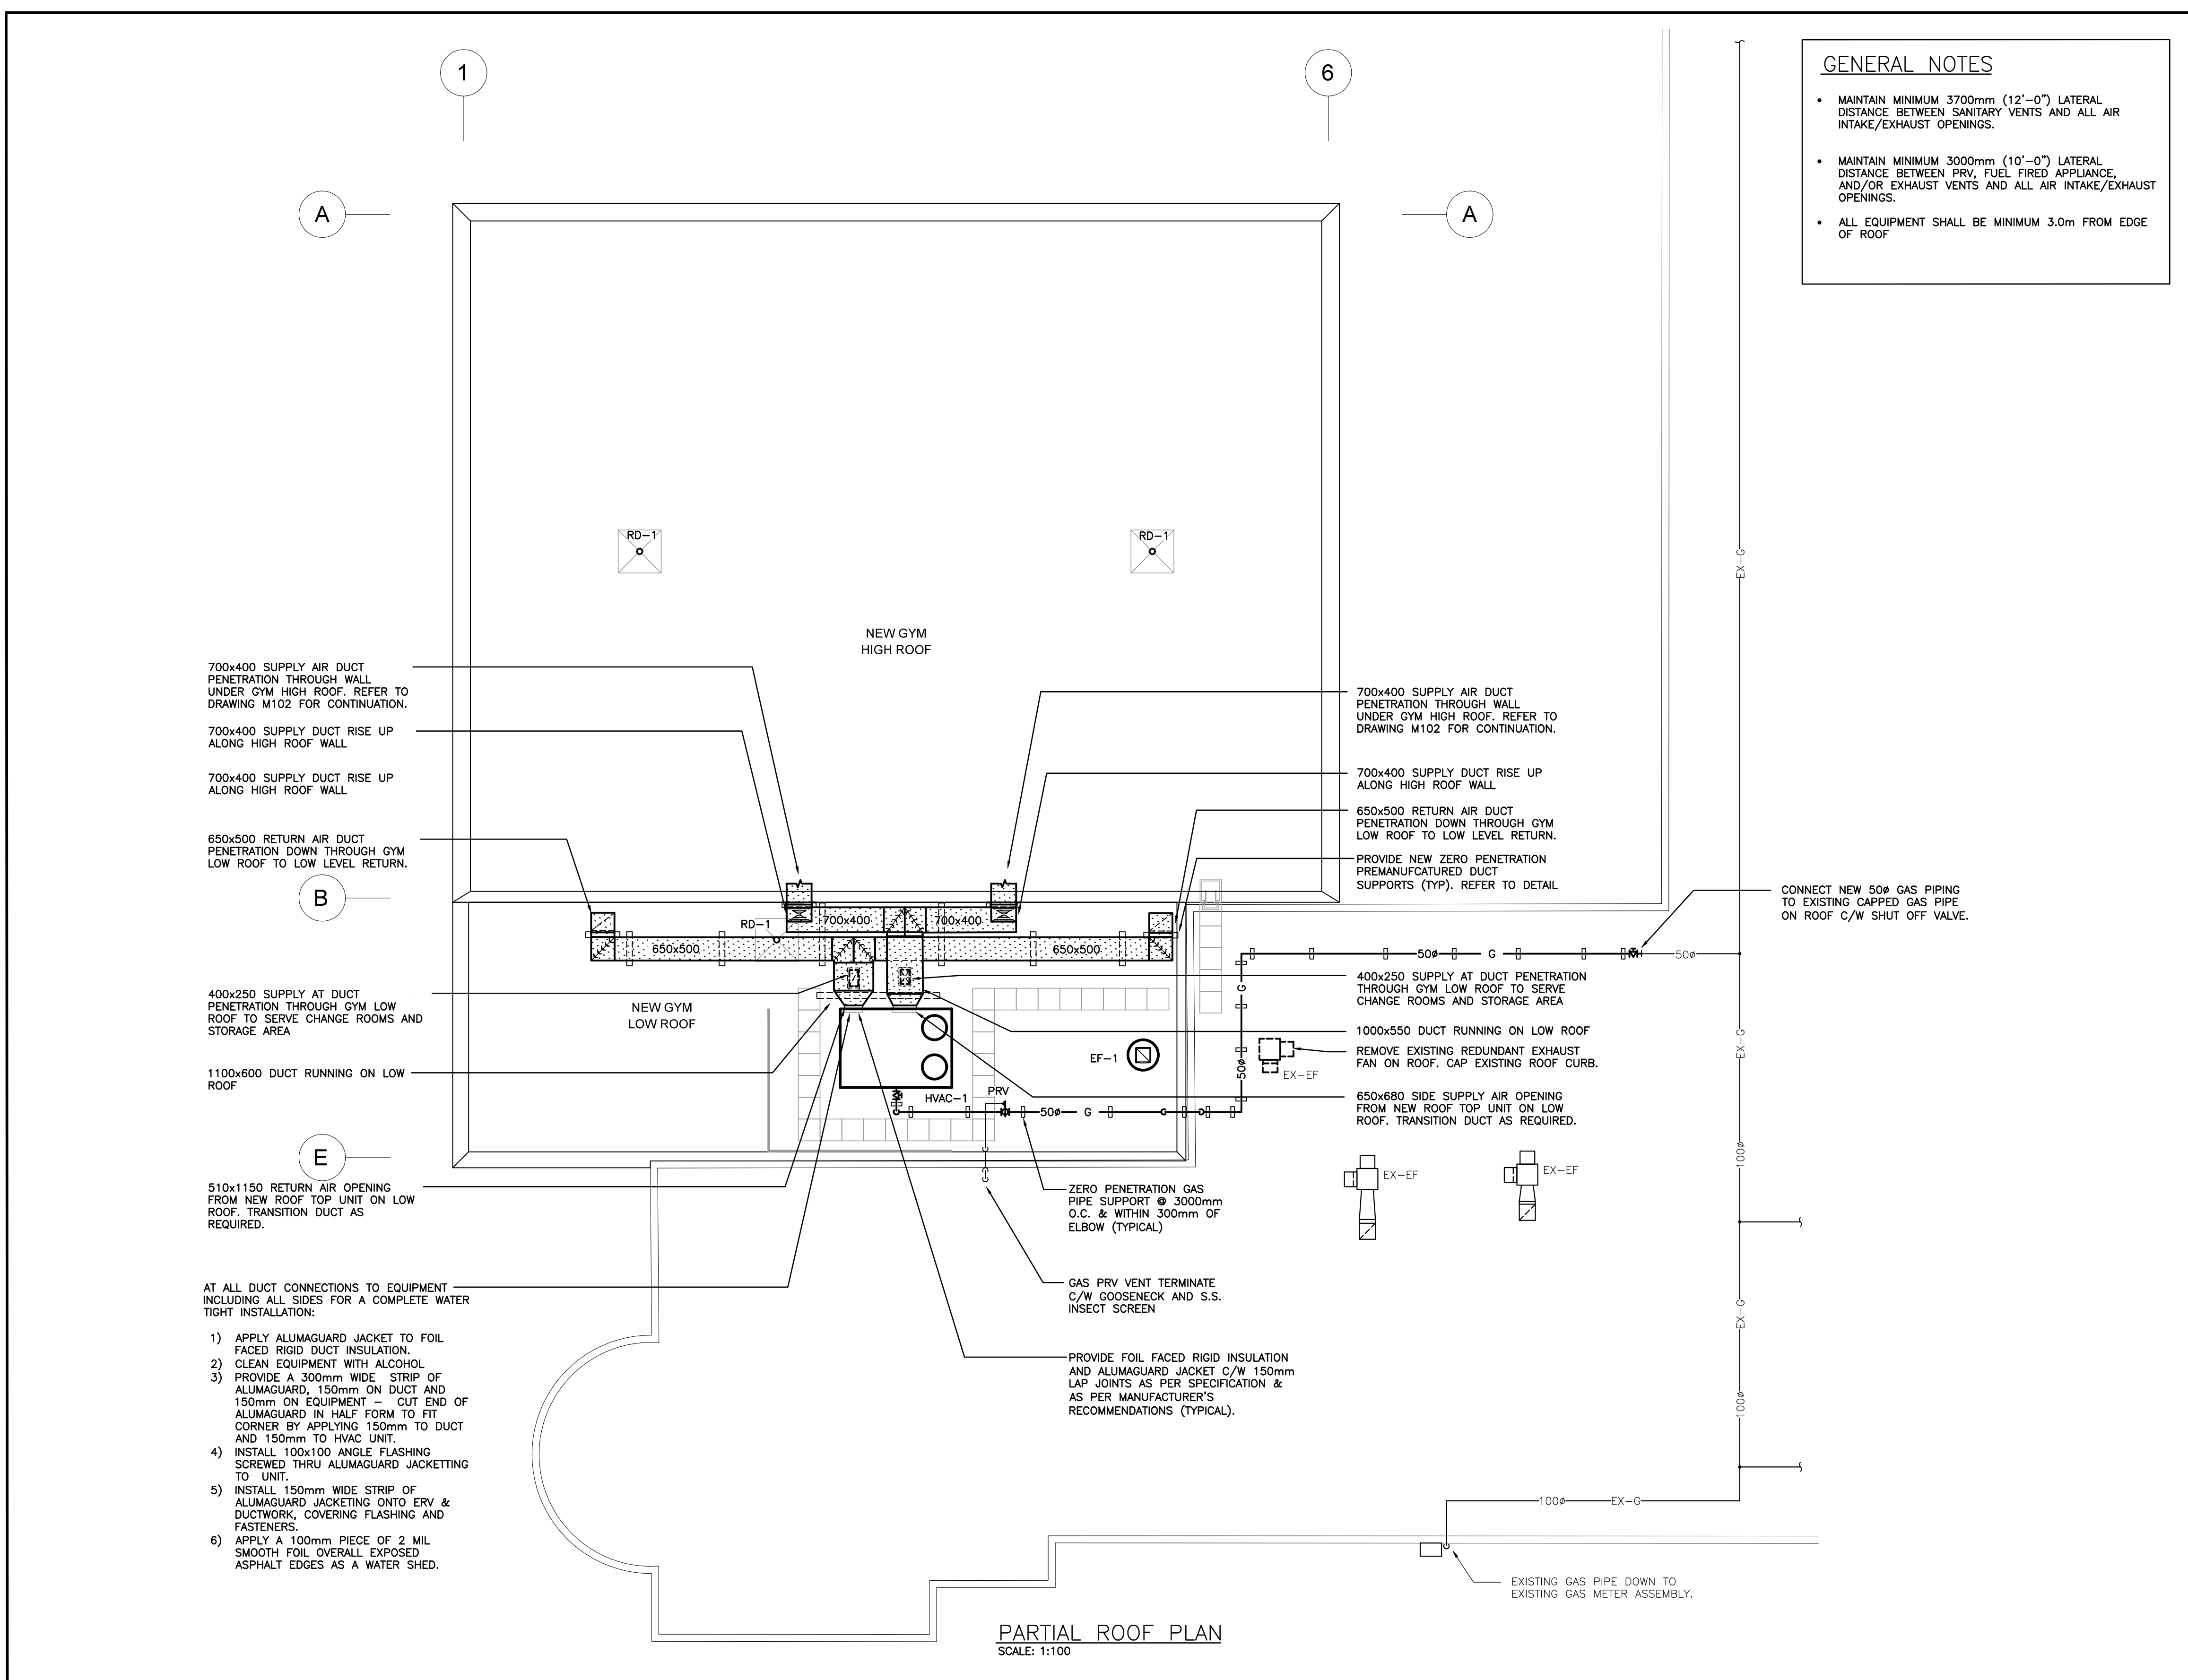 1
6
A
A
GENERAL NOTES
• MAINTAIN MINIMUM 3700mm (12'-0") LATERAL
DISTANCE BETWEEN SANITARY VENTS AND ALL AIR
INTAKE/EXHAUST OPENINGS.
• MAINTAIN MINIMUM 3000mm (10'-0") LATERAL
DISTANCE BETWEEN PRV, FUEL FIRED APPLIANCE,
AND/OR EXHAUST VENTS AND ALL AIR INTAKE/EXHAUST
OPENINGS.
• ALL EQUIPMENT SHALL BE MINIMUM 3.0m FROM EDGE
OF ROOF
RD-1
RD-1
NEW GYM
HIGH ROOF
700x400 SUPPLY AIR DUCT
PENETRATION THROUGH WALL
UNDER GYM HIGH ROOF. REFER TO
DRAWING M102 FOR CONTINUATION.
700x400 SUPPLY DUCT RISE UP
ALONG HIGH ROOF WALL
700x400 SUPPLY DUCT RISE UP
ALONG HIGH ROOF WALL
650x500 RETURN AIR DUCT
PENETRATION DOWN THROUGH GYM
LOW ROOF TO LOW LEVEL RETURN.
B
400x250 SUPPLY AT DUCT
PENETRATION THROUGH GYM LOW
ROOF TO SERVE CHANGE ROOMS AND
STORAGE AREA
1100x600 DUCT RUNNING ON LOW
ROOF
E
510x1150 RETURN AIR OPENING
FROM NEW ROOF TOP UNIT ON LOW
ROOF. TRANSITION DUCT AS
REQUIRED.
AT ALL DUCT CONNECTIONS TO EQUIPMENT
INCLUDING ALL SIDES FOR A COMPLETE WATER
TIGHT INSTALLATION:
1) APPLY ALUMAGUARD JACKET TO FOIL
FACED RIGID DUCT INSULATION.
2) CLEAN EQUIPMENT WITH ALCOHOL
3) PROVIDE A 300mm WIDE STRIP OF
ALUMAGUARD, 150mm ON DUCT AND
150mm ON EQUIPMENT - CUT END OF
ALUMAGUARD IN HALF FORM TO FIT
CORNER BY APPLYING 150mm TO DUCT
AND 150mm TO HVAC UNIT.
4) INSTALL 100x100 ANGLE FLASHING
SCREWED THRU ALUMAGUARD JACKETTING
TO UNIT.
5) INSTALL 150mm WIDE STRIP OF
ALUMAGUARD JACKETING ONTO ERV &
DUCTWORK, COVERING FLASHING AND
FASTENERS.
6) APPLY A 100mm PIECE OF 2 MIL
SMOOTH FOIL OVERALL EXPOSED
ASPHALT EDGES AS A WATER SHED.
RD-1
700x400
700x400
650x500
650x500
NEW GYM
LOW ROOF
EF-1
HVAC-1
PRV
50ø
G
700x400 SUPPLY AIR DUCT
PENETRATION THROUGH WALL
UNDER GYM HIGH ROOF. REFER TO
DRAWING M102 FOR CONTINUATION.
700x400 SUPPLY DUCT RISE UP
ALONG HIGH ROOF WALL
650x500 RETURN AIR DUCT
PENETRATION DOWN THROUGH GYM
LOW ROOF TO LOW LEVEL RETURN.
PROVIDE NEW ZERO PENETRATION
PREMANUFCATURED DUCT
SUPPORTS (TYP). REFER TO DETAIL
50ø
G
50ø
G
50ø
400x250 SUPPLY AT DUCT PENETRATION
THROUGH GYM LOW ROOF TO SERVE
CHANGE ROOMS AND STORAGE AREA
1000x550 DUCT RUNNING ON LOW ROOF
REMOVE EXISTING REDUNDANT EXHAUST
FAN ON ROOF. CAP EXISTING ROOF CURB.
EX-EF
650x680 SIDE SUPPLY AIR OPENING
FROM NEW ROOF TOP UNIT ON LOW
ROOF. TRANSITION DUCT AS REQUIRED.
EX-EF
EX-EF
ZERO PENETRATION GAS
PIPE SUPPORT @ 3000mm
O.C. & WITHIN 300mm OF
ELBOW (TYPICAL)
GAS PRV VENT TERMINATE
C/W GOOSENECK AND S.S.
INSECT SCREEN
PROVIDE FOIL FACED RIGID INSULATION
AND ALUMAGUARD JACKET C/W 150mm
LAP JOINTS AS PER SPECIFICATION &
AS PER MANUFACTURER'S
RECOMMENDATIONS (TYPICAL).
CONNECT NEW 50ø GAS PIPING
TO EXISTING CAPPED GAS PIPE
ON ROOF C/W SHUT OFF VALVE.
EX-G
EX-G
100ø
EX-G
100ø
100ø
EX-G
EXISTING GAS PIPE DOWN TO
EXISTING GAS METER ASSEMBLY.
PARTIAL ROOF PLAN
SCALE: 1:100